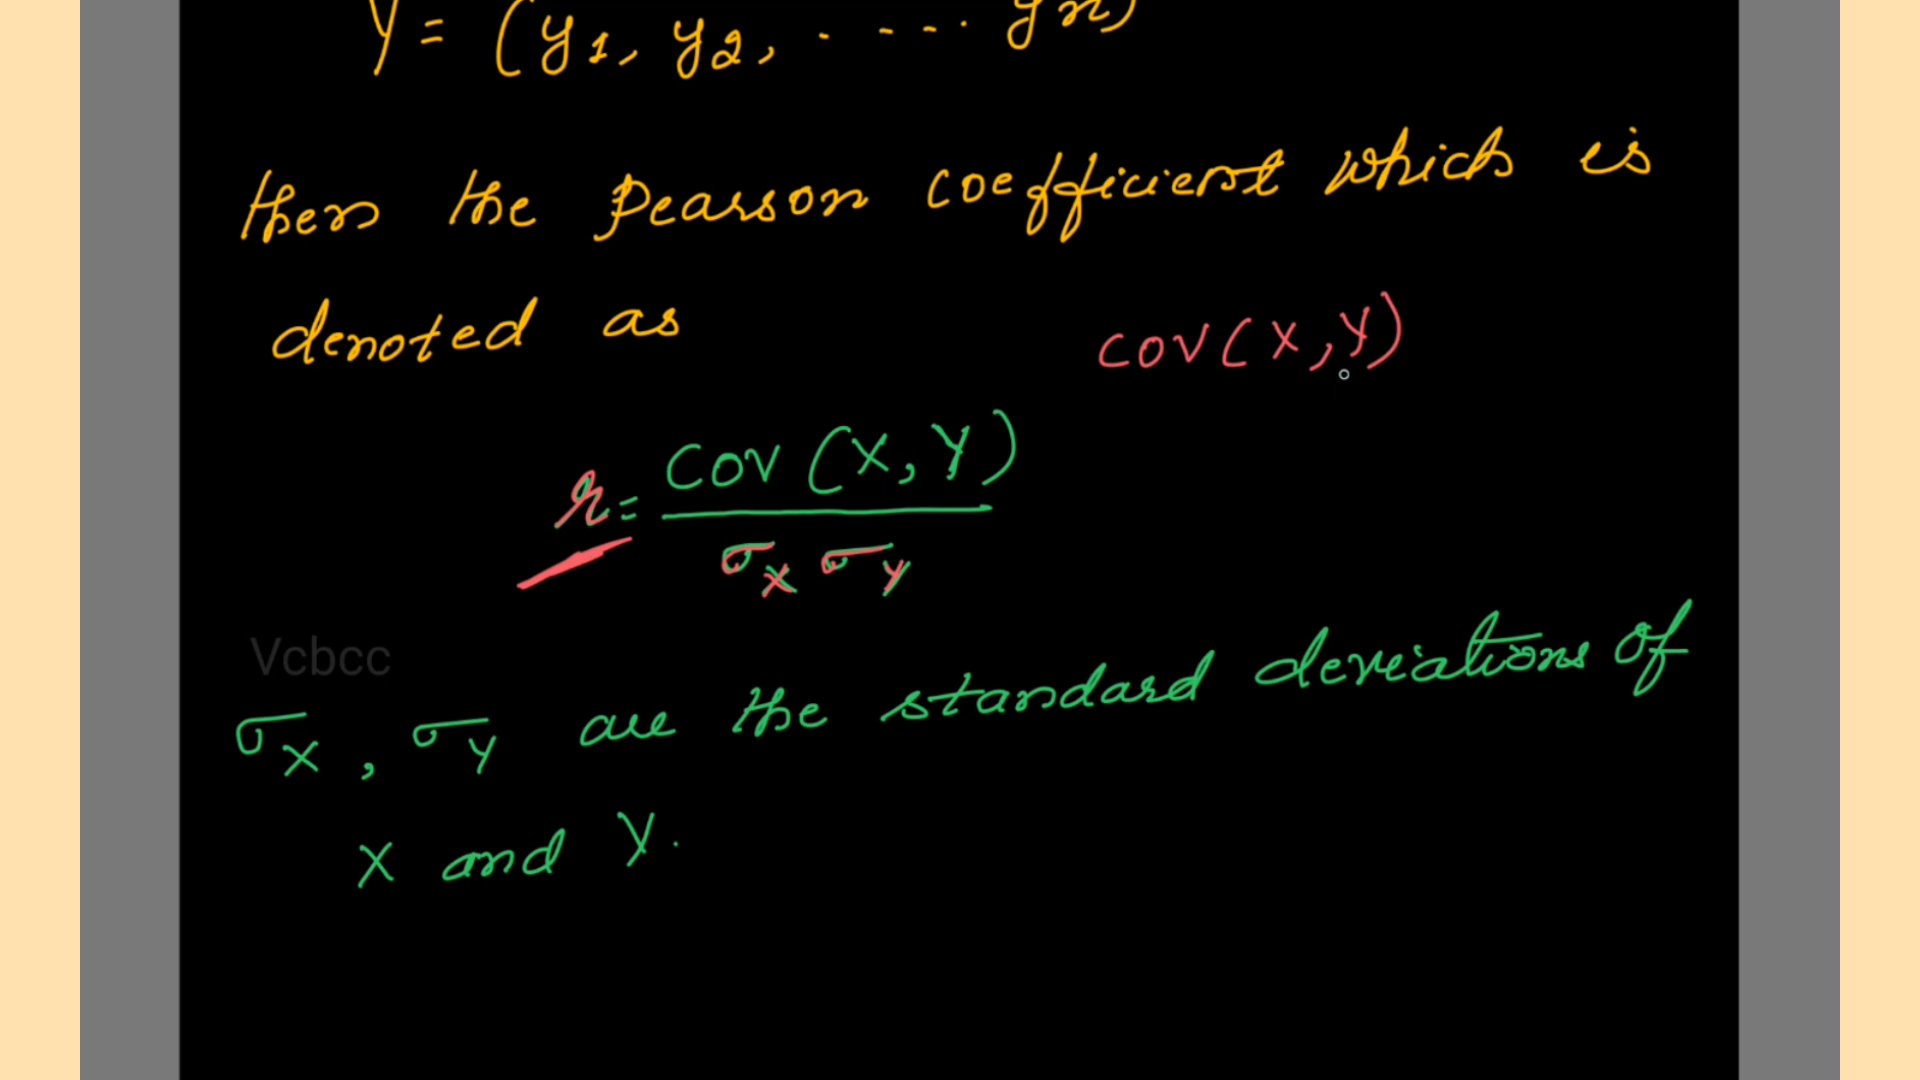 Y = (y1, y2, . - - - . yn)
then the Pearson coefficient which is
denoted as
cov(X,Y)
r = Cov (X, Y)
σX σY
Vcbcc
σX , σY are the standard deviations of
X and Y.